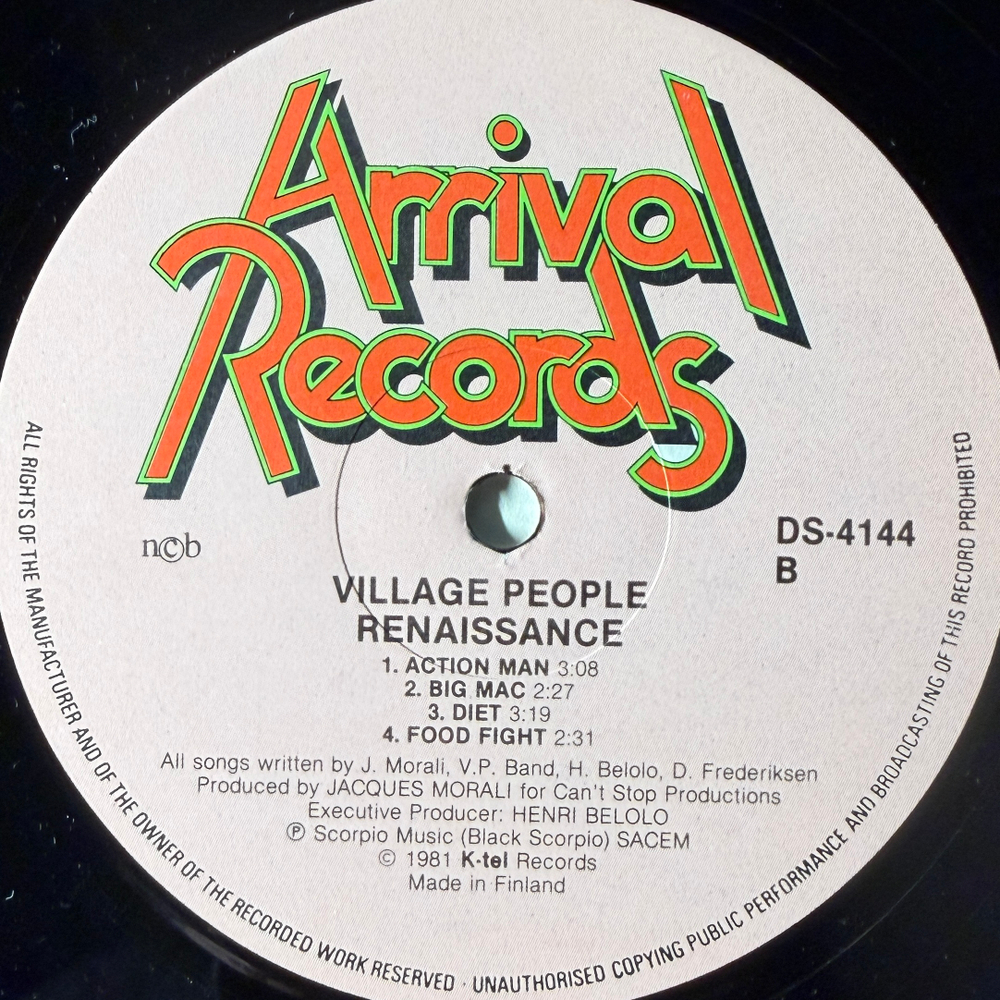 Arrival
Records
ncb
DS-4144
B
VILLAGE PEOPLE
RENAISSANCE
1. ACTION MAN 3:08
2. BIG MAC 2:27
3. DIET 3:19
4. FOOD FIGHT 2:31
All songs written by J. Morali, V.P. Band, H. Belolo, D. Frederiksen
Produced by JACQUES MORALI for Can't Stop Productions
Executive Producer: HENRI BELOLO
℗ Scorpio Music (Black Scorpio) SACEM
© 1981 K-tel Records
Made in Finland
ALL RIGHTS OF THE MANUFACTURER AND OF THE OWNER OF THE RECORDED WORK RESERVED · UNAUTHORISED COPYING PUBLIC PERFORMANCE AND BROADCASTING OF THIS RECORD PROHIBITED